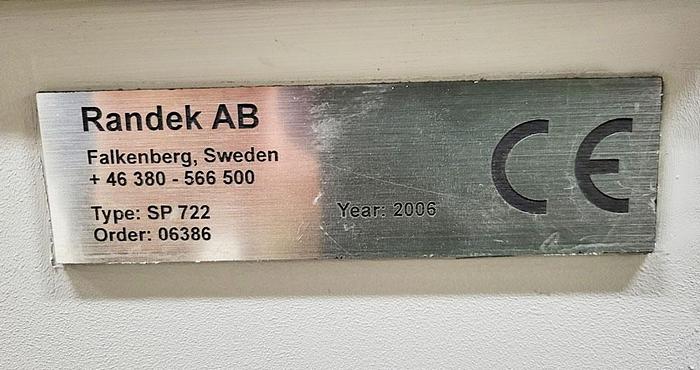 Randek AB
Falkenberg, Sweden
+ 46 380 - 566 500
Type: SP 722
Year: 2006
Order: 06386
CE